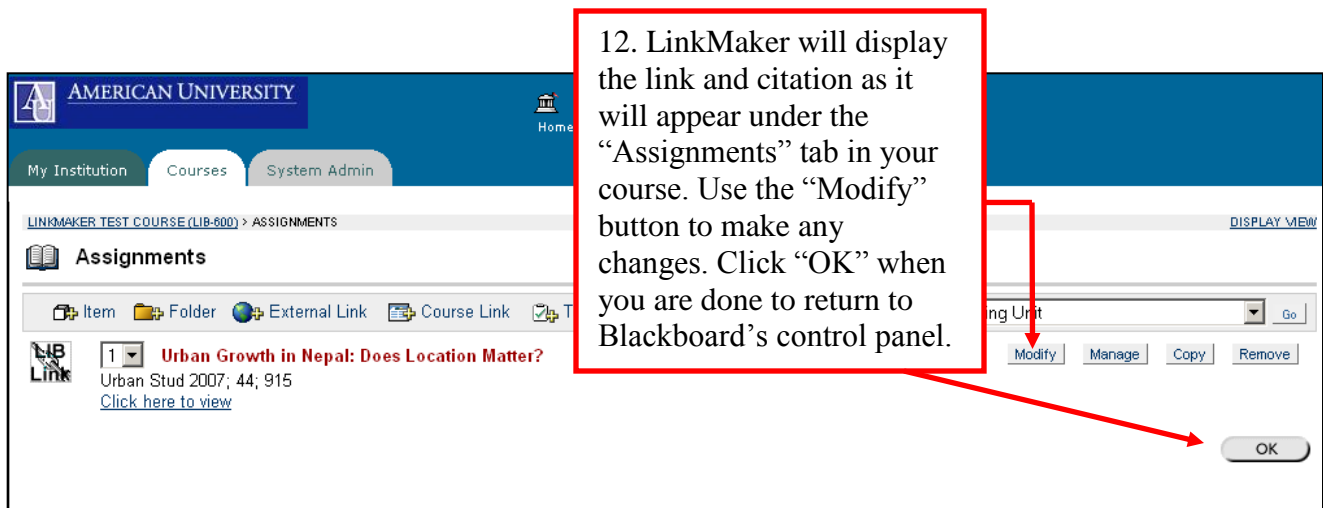 12. LinkMaker will display
the link and citation as it
will appear under the
“Assignments” tab in your
course. Use the “Modify”
button to make any
changes. Click “OK” when
you are done to return to
Blackboard’s control panel.
AMERICAN UNIVERSITY
Home
My Institution Courses System Admin
LINKMAKER TEST COURSE (LIB-600) > ASSIGNMENTS DISPLAY VIEW
Assignments
Item Folder External Link Course Link T ing Unit Go
LIB Link 1 Urban Growth in Nepal: Does Location Matter? Modify Manage Copy Remove
Urban Stud 2007; 44; 915
Click here to view
OK